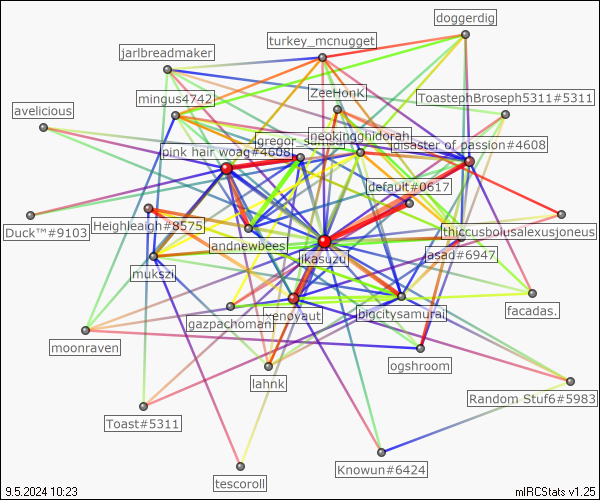 doggerdig
turkey_mcnugget
jarlbreadmaker
ZeeHonK
mingus4742
ToastephBroseph5311#5311
avelicious
neokingghidorah
disaster of passion#4608
pink hair woag#4608
default#0617
Heighleaigh#8575
Duck™#9103
thiccusboiusalexusjoneus
andnewbees
asad#6947
jikasuzu
mukszi
facadas.
xenoyaut
bigcitysamurai
gazpachoman
moonraven
ogshroom
lahnk
Random Stuf6#5983
Toast#5311
Knowun#6424
tescoroll
9.5.2024 10:23
mIRCStats v1.25